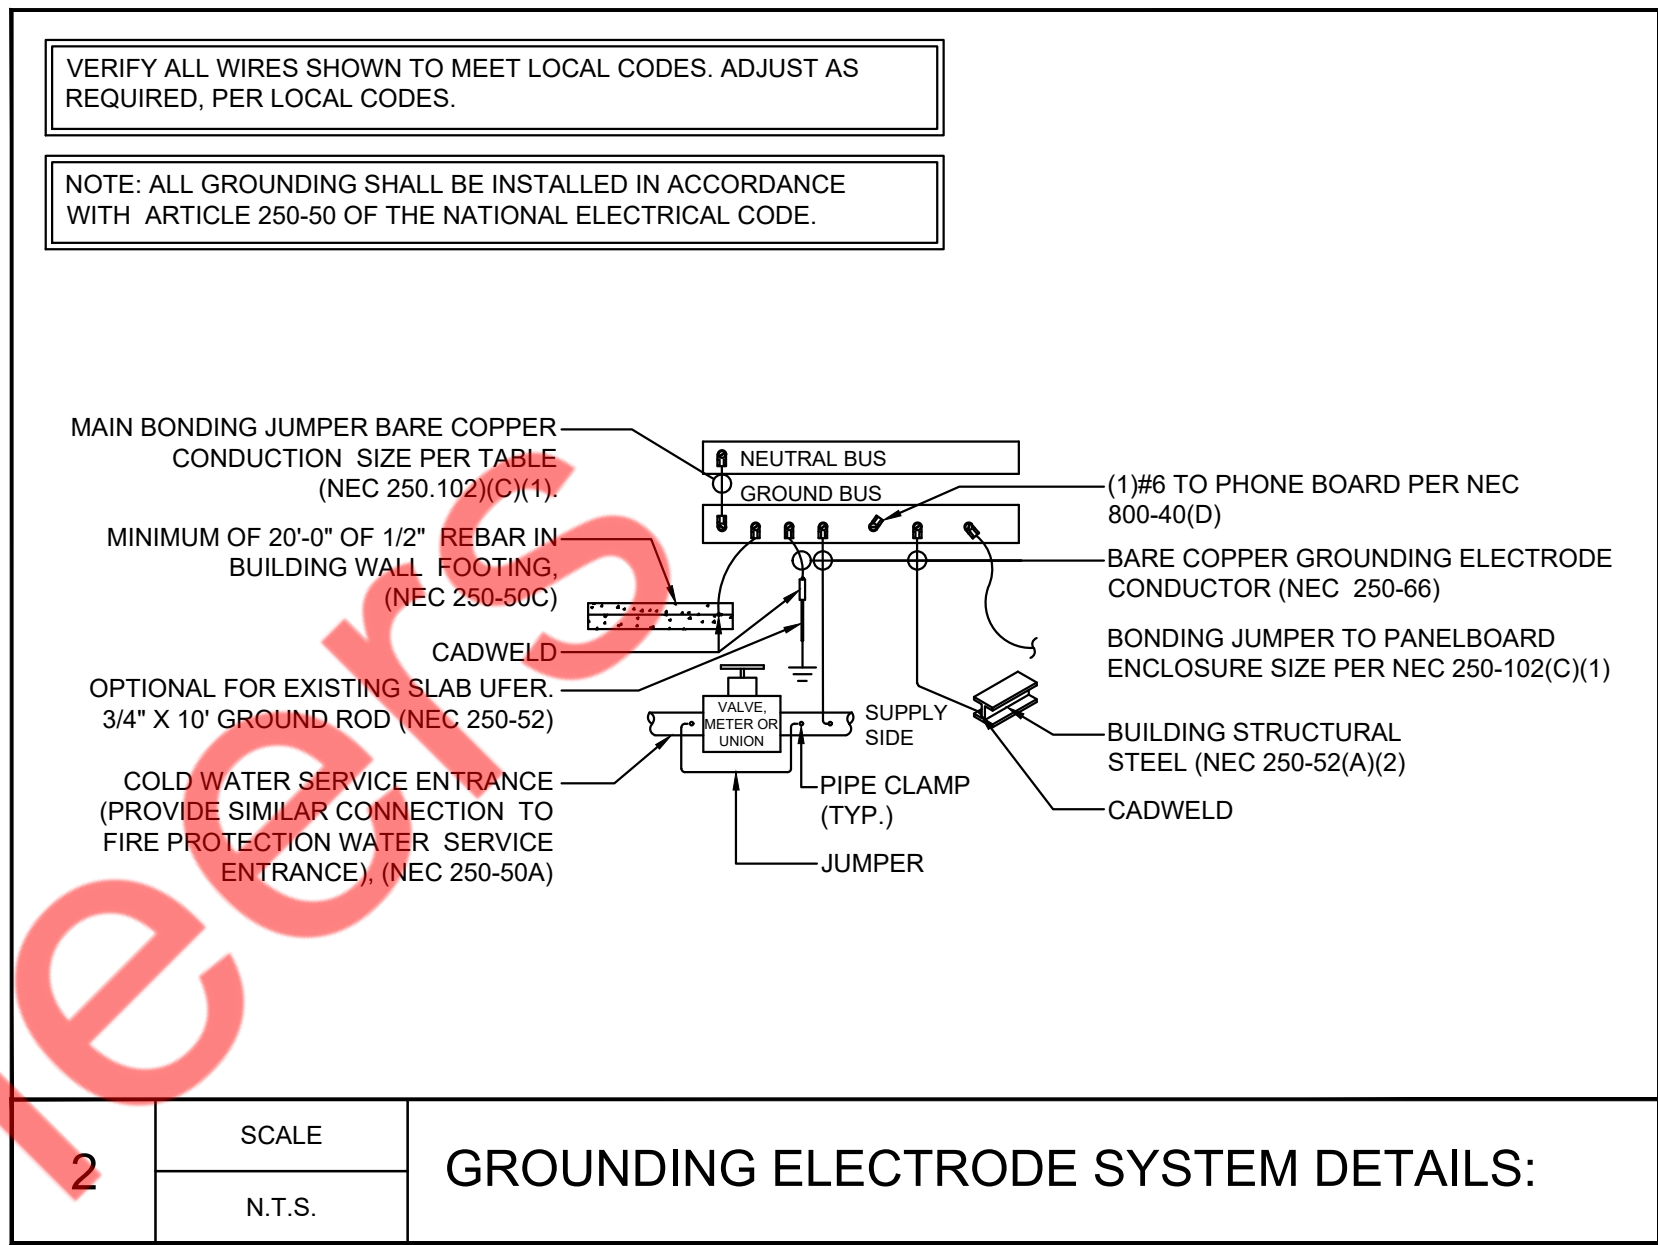 VERIFY ALL WIRES SHOWN TO MEET LOCAL CODES. ADJUST AS
REQUIRED, PER LOCAL CODES.
NOTE: ALL GROUNDING SHALL BE INSTALLED IN ACCORDANCE
WITH ARTICLE 250-50 OF THE NATIONAL ELECTRICAL CODE.
MAIN BONDING JUMPER BARE COPPER
CONDUCTION SIZE PER TABLE
(NEC 250.102)(C)(1).
MINIMUM OF 20'-0" OF 1/2" REBAR IN
BUILDING WALL FOOTING,
(NEC 250-50C)
CADWELD
OPTIONAL FOR EXISTING SLAB UFER.
3/4" X 10' GROUND ROD (NEC 250-52)
COLD WATER SERVICE ENTRANCE
(PROVIDE SIMILAR CONNECTION TO
FIRE PROTECTION WATER SERVICE
ENTRANCE), (NEC 250-50A)
NEUTRAL BUS
GROUND BUS
VALVE,
METER OR
UNION
SUPPLY
SIDE
PIPE CLAMP
(TYP.)
JUMPER
(1)#6 TO PHONE BOARD PER NEC
800-40(D)
BARE COPPER GROUNDING ELECTRODE
CONDUCTOR (NEC 250-66)
BONDING JUMPER TO PANELBOARD
ENCLOSURE SIZE PER NEC 250-102(C)(1)
BUILDING STRUCTURAL
STEEL (NEC 250-52(A)(2)
CADWELD
2
SCALE
N.T.S.
GROUNDING ELECTRODE SYSTEM DETAILS:
eers